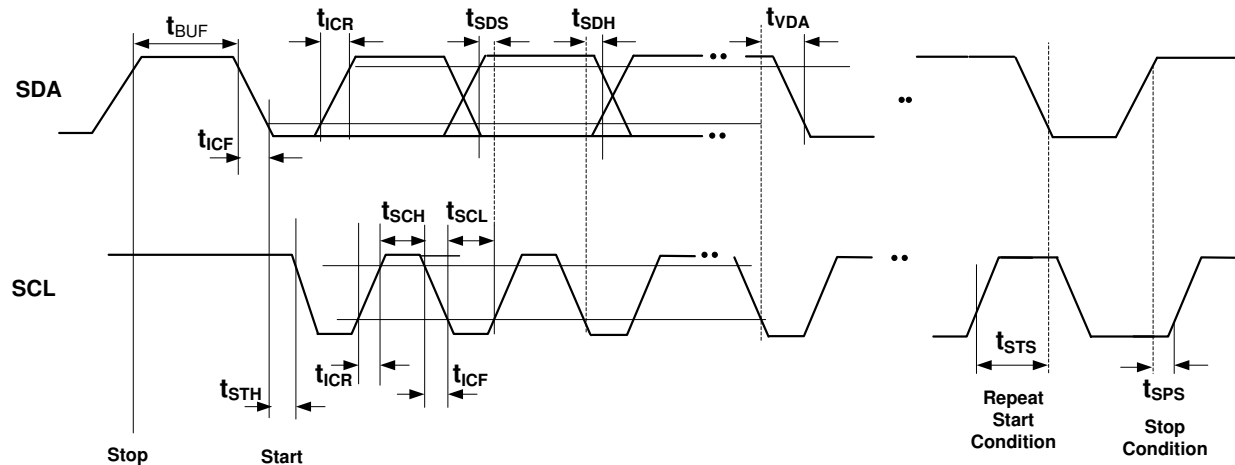 tBUF
tICR
tSDS
tSDH
tVDA
SDA
tICF
tSCH
tSCL
SCL
tICR
tICF
tSTH
tSTS
tSPS
Stop
Start
Repeat
Start
Condition
Stop
Condition